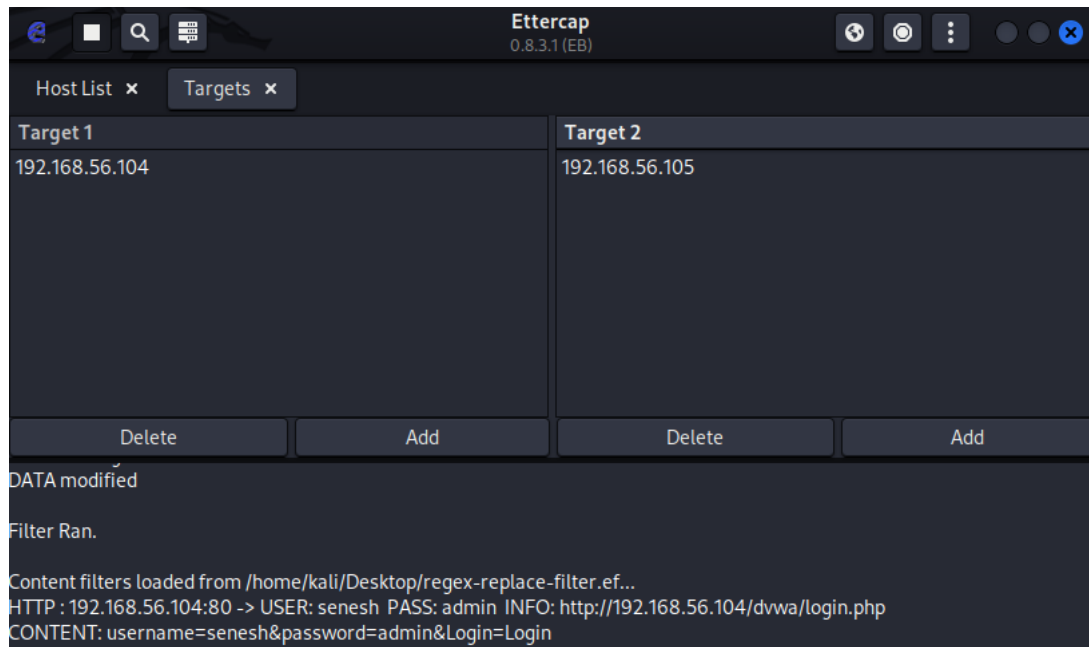 Ettercap
0.8.3.1 (EB)
Host List × Targets ×
Target 1 Target 2
192.168.56.104 192.168.56.105
Delete Add Delete Add
DATA modified
Filter Ran.
Content filters loaded from /home/kali/Desktop/regex-replace-filter.ef...
HTTP : 192.168.56.104:80 -> USER: senesh PASS: admin INFO: http://192.168.56.104/dvwa/login.php
CONTENT: username=senesh&password=admin&Login=Login